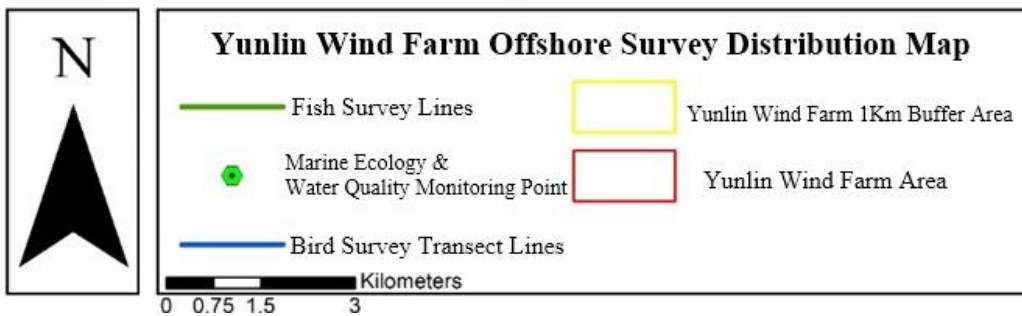 N
Yunlin Wind Farm Offshore Survey Distribution Map
Fish Survey Lines
Yunlin Wind Farm 1Km Buffer Area
Marine Ecology &
Water Quality Monitoring Point
Yunlin Wind Farm Area
Bird Survey Transect Lines
Kilometers
0 0.75 1.5 3